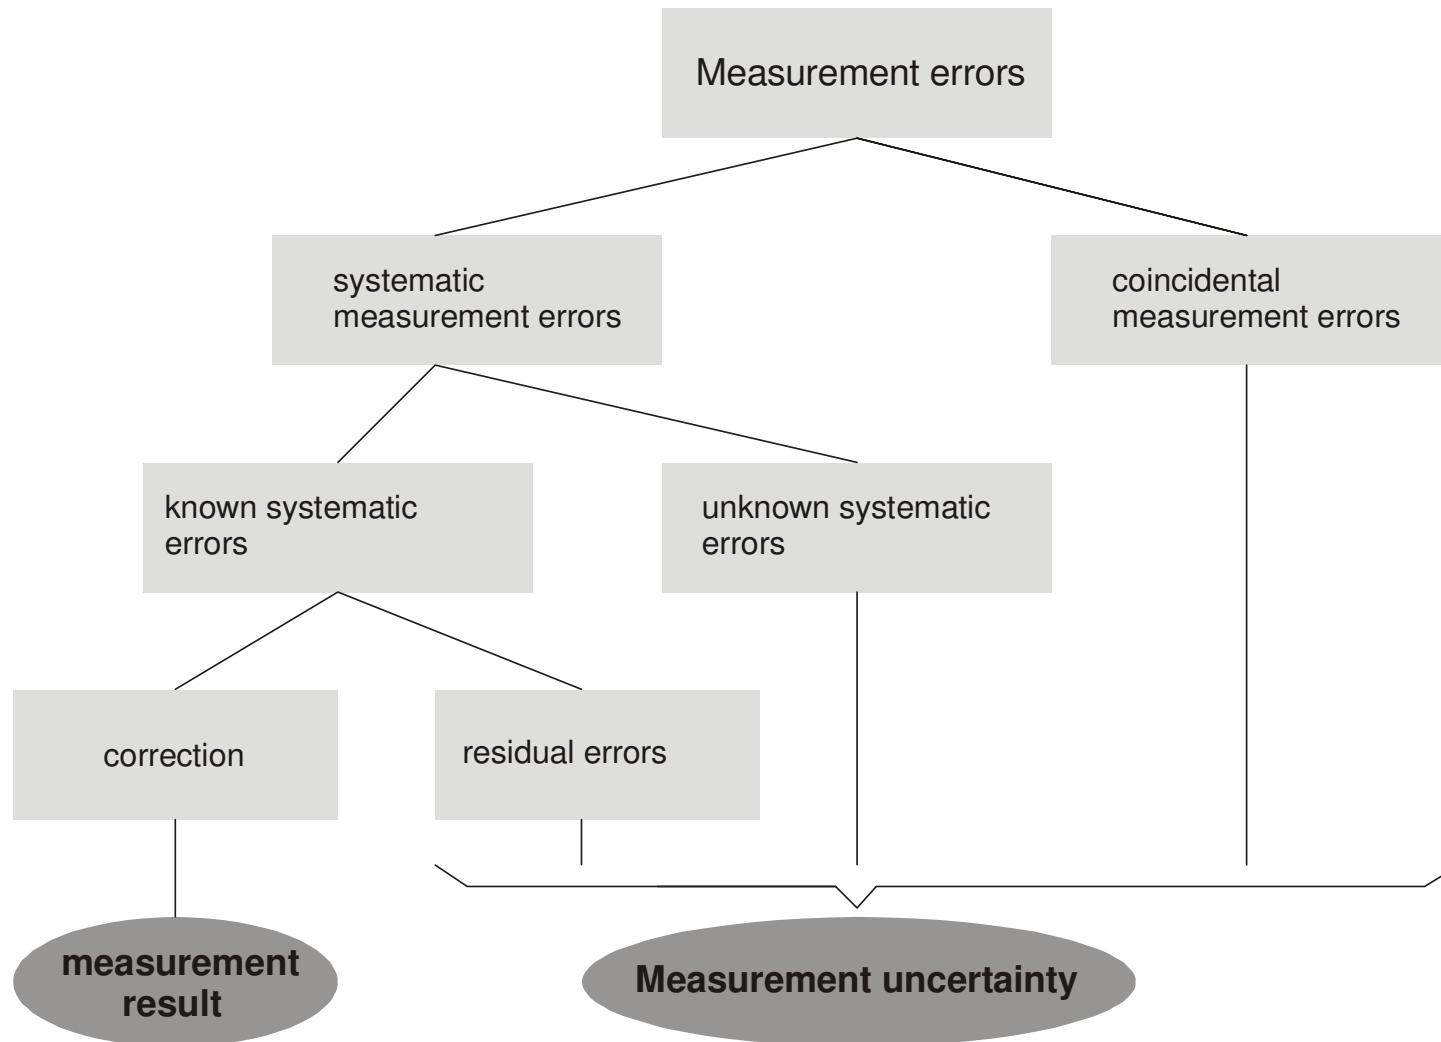 Measurement errors
systematic
measurement errors
coincidental
measurement errors
known systematic
errors
unknown systematic
errors
correction
residual errors
measurement
result
Measurement uncertainty